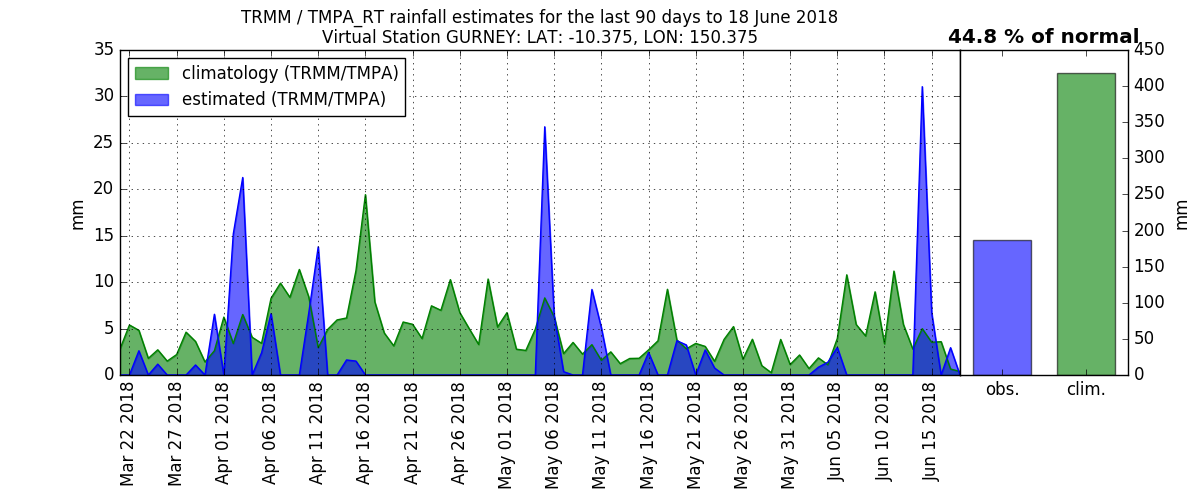 TRMM / TMPA_RT rainfall estimates for the last 90 days to 18 June 2018
Virtual Station GURNEY: LAT: -10.375, LON: 150.375
44.8 % of normal
climatology (TRMM/TMPA)
estimated (TRMM/TMPA)
mm
35
30
25
20
15
10
5
0
Mar 22 2018
Mar 27 2018
Apr 01 2018
Apr 06 2018
Apr 11 2018
Apr 16 2018
Apr 21 2018
Apr 26 2018
May 01 2018
May 06 2018
May 11 2018
May 16 2018
May 21 2018
May 26 2018
May 31 2018
Jun 05 2018
Jun 10 2018
Jun 15 2018
450
400
350
300
250
200
150
100
50
0
mm
obs.
clim.